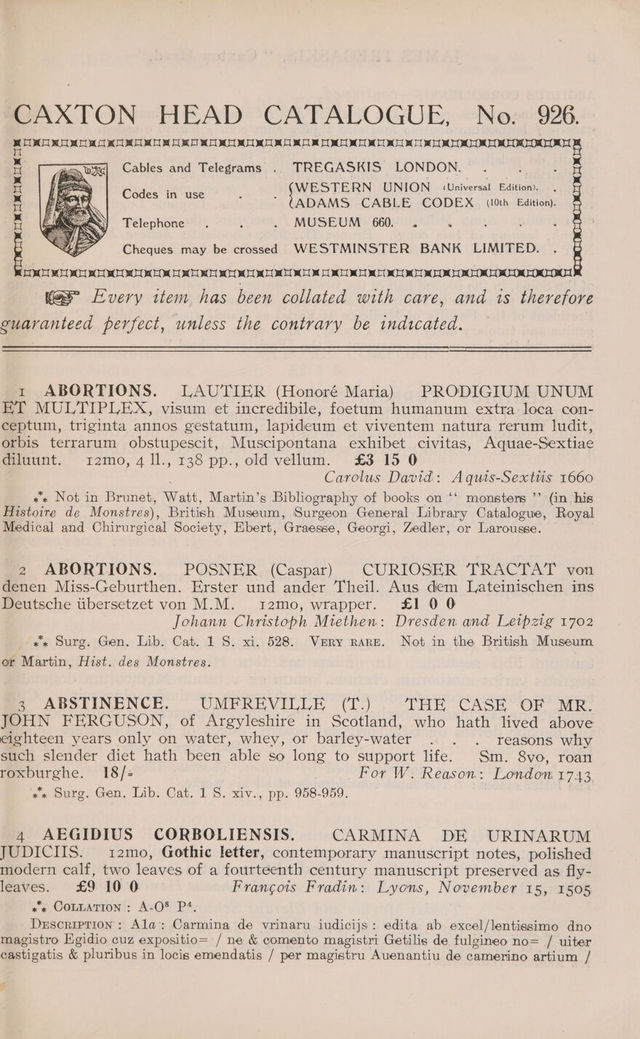 CAXTON HEAD CATALOGUE, No. 926.
Cables and Telegrams . TREGASKIS LONDON. . . .
Codes in use . . {WESTERN UNION (Universal Edition). .
{ADAMS CABLE CODEX (10th Edition).
Telephone . . . MUSEUM 660. . . . . .
Cheques may be crossed WESTMINSTER BANK LIMITED. .
☞ Every item has been collated with care, and is therefore
guaranteed perfect, unless the contrary be indicated.
1 ABORTIONS. LAUTIER (Honoré Maria) PRODIGIUM UNUM
ET MULTIPLEX, visum et incredibile, foetum humanum extra loca con-
ceptum, triginta annos gestatum, lapideum et viventem natura rerum ludit,
orbis terrarum obstupescit, Muscipontana exhibet civitas, Aquae-Sextiae
diluunt. 12mo, 4 ll., 138 pp., old vellum. £3 15 0
Carolus David: Aquis-Sextiis 1660
⁂ Not in Brunet, Watt, Martin's Bibliography of books on “ monsters ” (in his
Histoire de Monstres), British Museum, Surgeon General Library Catalogue, Royal
Medical and Chirurgical Society, Ebert, Graesse, Georgi, Zedler, or Larousse.
2 ABORTIONS. POSNER (Caspar) CURIOSER TRACTAT von
denen Miss-Geburthen. Erster und ander Theil. Aus dem Lateinischen ins
Deutsche übersetzet von M.M. 12mo, wrapper. £1 0 0
Johann Christoph Miethen: Dresden and Leipzig 1702
⁂ Surg. Gen. Lib. Cat. 1 S. xi. 528. VERY RARE. Not in the British Museum
or Martin, Hist. des Monstres.
3 ABSTINENCE. UMFREVILLE (T.) THE CASE OF MR.
JOHN FERGUSON, of Argyleshire in Scotland, who hath lived above
eighteen years only on water, whey, or barley-water . . . reasons why
such slender diet hath been able so long to support life. Sm. 8vo, roan
roxburghe. 18/-
For W. Reason: London 1743
⁂ Surg. Gen. Lib. Cat. 1 S. xiv., pp. 958-959.
4 AEGIDIUS CORBOLIENSIS. CARMINA DE URINARUM
JUDICIIS. 12mo, Gothic letter, contemporary manuscript notes, polished
modern calf, two leaves of a fourteenth century manuscript preserved as fly-
leaves. £9 10 0
François Fradin: Lyons, November 15, 1505
⁂ COLLATION : A-O⁸ P⁴.
DESCRIPTION : A1a: Carmina de vrinaru iudicijs : edita ab excel/lentissimo dno
magistro Egidio cuz expositio= / ne & comento magistri Getilis de fulgineo no= / uiter
castigatis & pluribus in locis emendatis / per magistru Auenantiu de camerino artium /